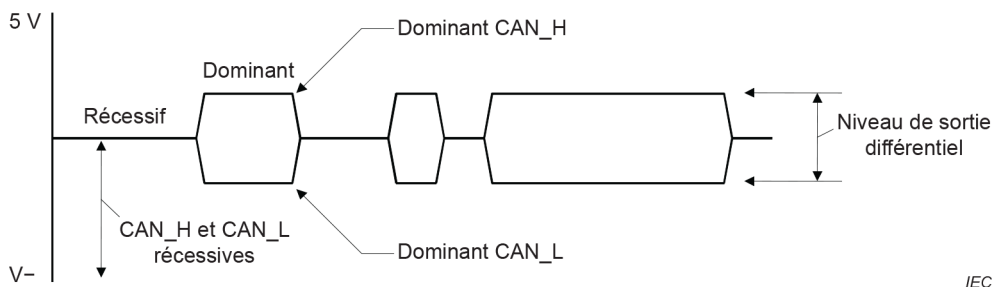 5 V
Dominant CAN_H
Dominant
Récessif
Niveau de sortie
différentiel
CAN_H et CAN_L
récessives
Dominant CAN_L
V–
IEC